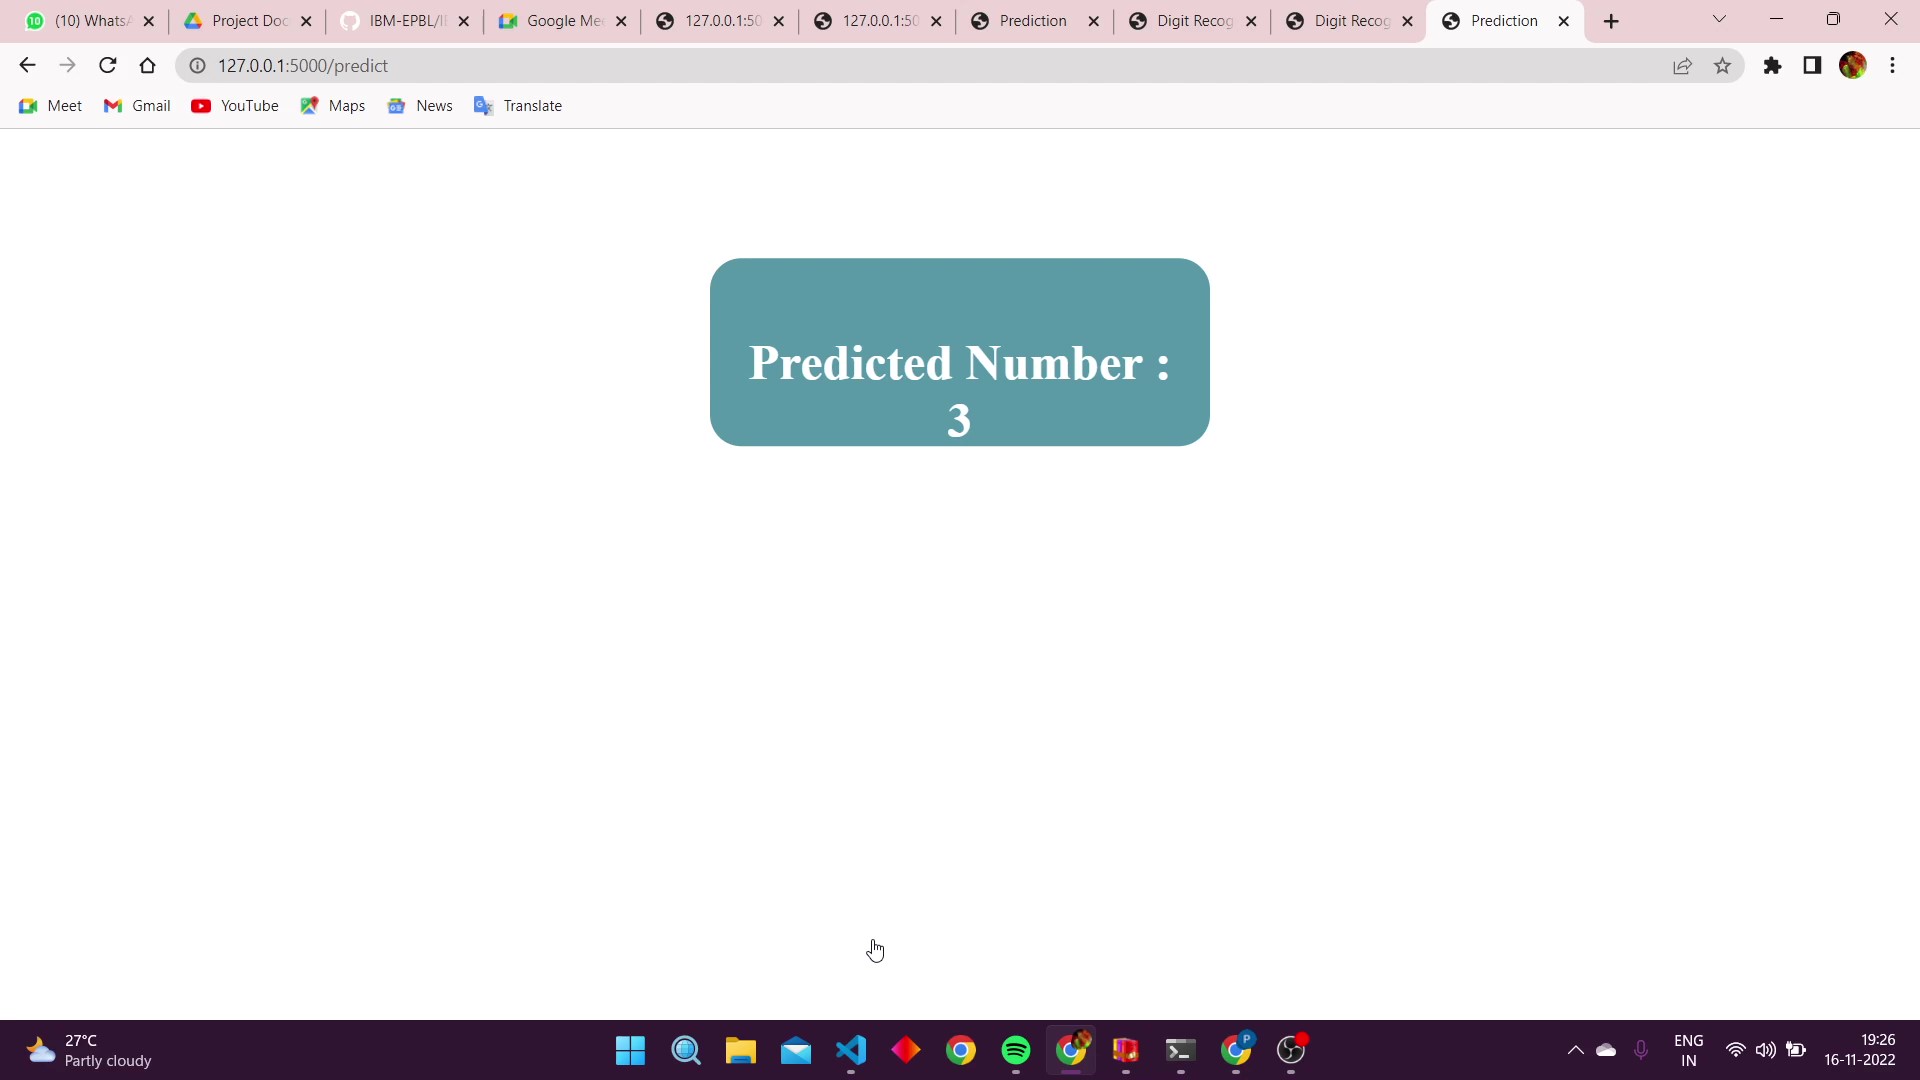 (10) Whats
Project Doc
IBM-EPBL/I
Google Me
127.0.0.1:50
127.0.0.1:50
Prediction
Digit Recog
Digit Recog
Prediction
127.0.0.1:5000/predict
Meet
Gmail
YouTube
Maps
News
Translate
Predicted Number :
3
27°C
Partly cloudy
ENG
IN
19:26
16-11-2022